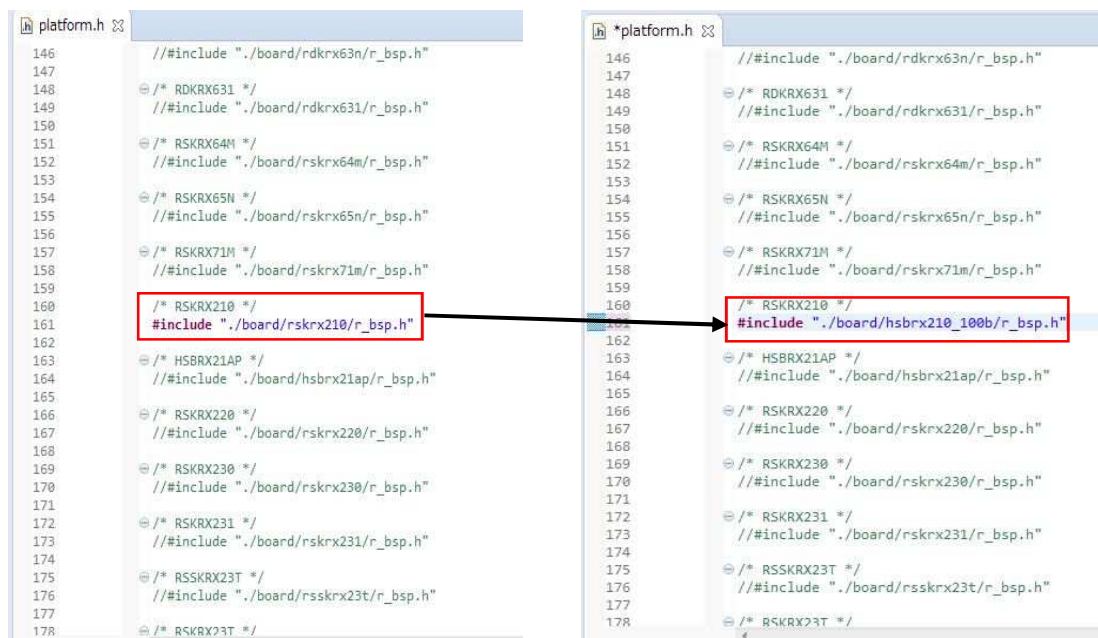 platform.h
146 //#include "./board/rdkrx63n/r_bsp.h"
147
148 /* RDKRX631 */
149 //#include "./board/rdkrx631/r_bsp.h"
150
151 /* RSKRX64M */
152 //#include "./board/rskrx64m/r_bsp.h"
153
154 /* RSKRX65N */
155 //#include "./board/rskrx65n/r_bsp.h"
156
157 /* RSKRX71M */
158 //#include "./board/rskrx71m/r_bsp.h"
159
160 /* RSKRX210 */
161 #include "./board/rskrx210/r_bsp.h"
162
163 /* HSBRX21AP */
164 //#include "./board/hsbrx21ap/r_bsp.h"
165
166 /* RSKRX220 */
167 //#include "./board/rskrx220/r_bsp.h"
168
169 /* RSKRX230 */
170 //#include "./board/rskrx230/r_bsp.h"
171
172 /* RSKRX231 */
173 //#include "./board/rskrx231/r_bsp.h"
174
175 /* RSSKRX23T */
176 //#include "./board/rsskrx23t/r_bsp.h"
177
178 /* RSKRX23T */
*platform.h
146 //#include "./board/rdkrx63n/r_bsp.h"
147
148 /* RDKRX631 */
149 //#include "./board/rdkrx631/r_bsp.h"
150
151 /* RSKRX64M */
152 //#include "./board/rskrx64m/r_bsp.h"
153
154 /* RSKRX65N */
155 //#include "./board/rskrx65n/r_bsp.h"
156
157 /* RSKRX71M */
158 //#include "./board/rskrx71m/r_bsp.h"
159
160 /* RSKRX210 */
161 #include "./board/hsbrx210_100b/r_bsp.h"
162
163 /* HSBRX21AP */
164 //#include "./board/hsbrx21ap/r_bsp.h"
165
166 /* RSKRX220 */
167 //#include "./board/rskrx220/r_bsp.h"
168
169 /* RSKRX230 */
170 //#include "./board/rskrx230/r_bsp.h"
171
172 /* RSKRX231 */
173 //#include "./board/rskrx231/r_bsp.h"
174
175 /* RSSKRX23T */
176 //#include "./board/rsskrx23t/r_bsp.h"
177
178 /* RSKRX23T */